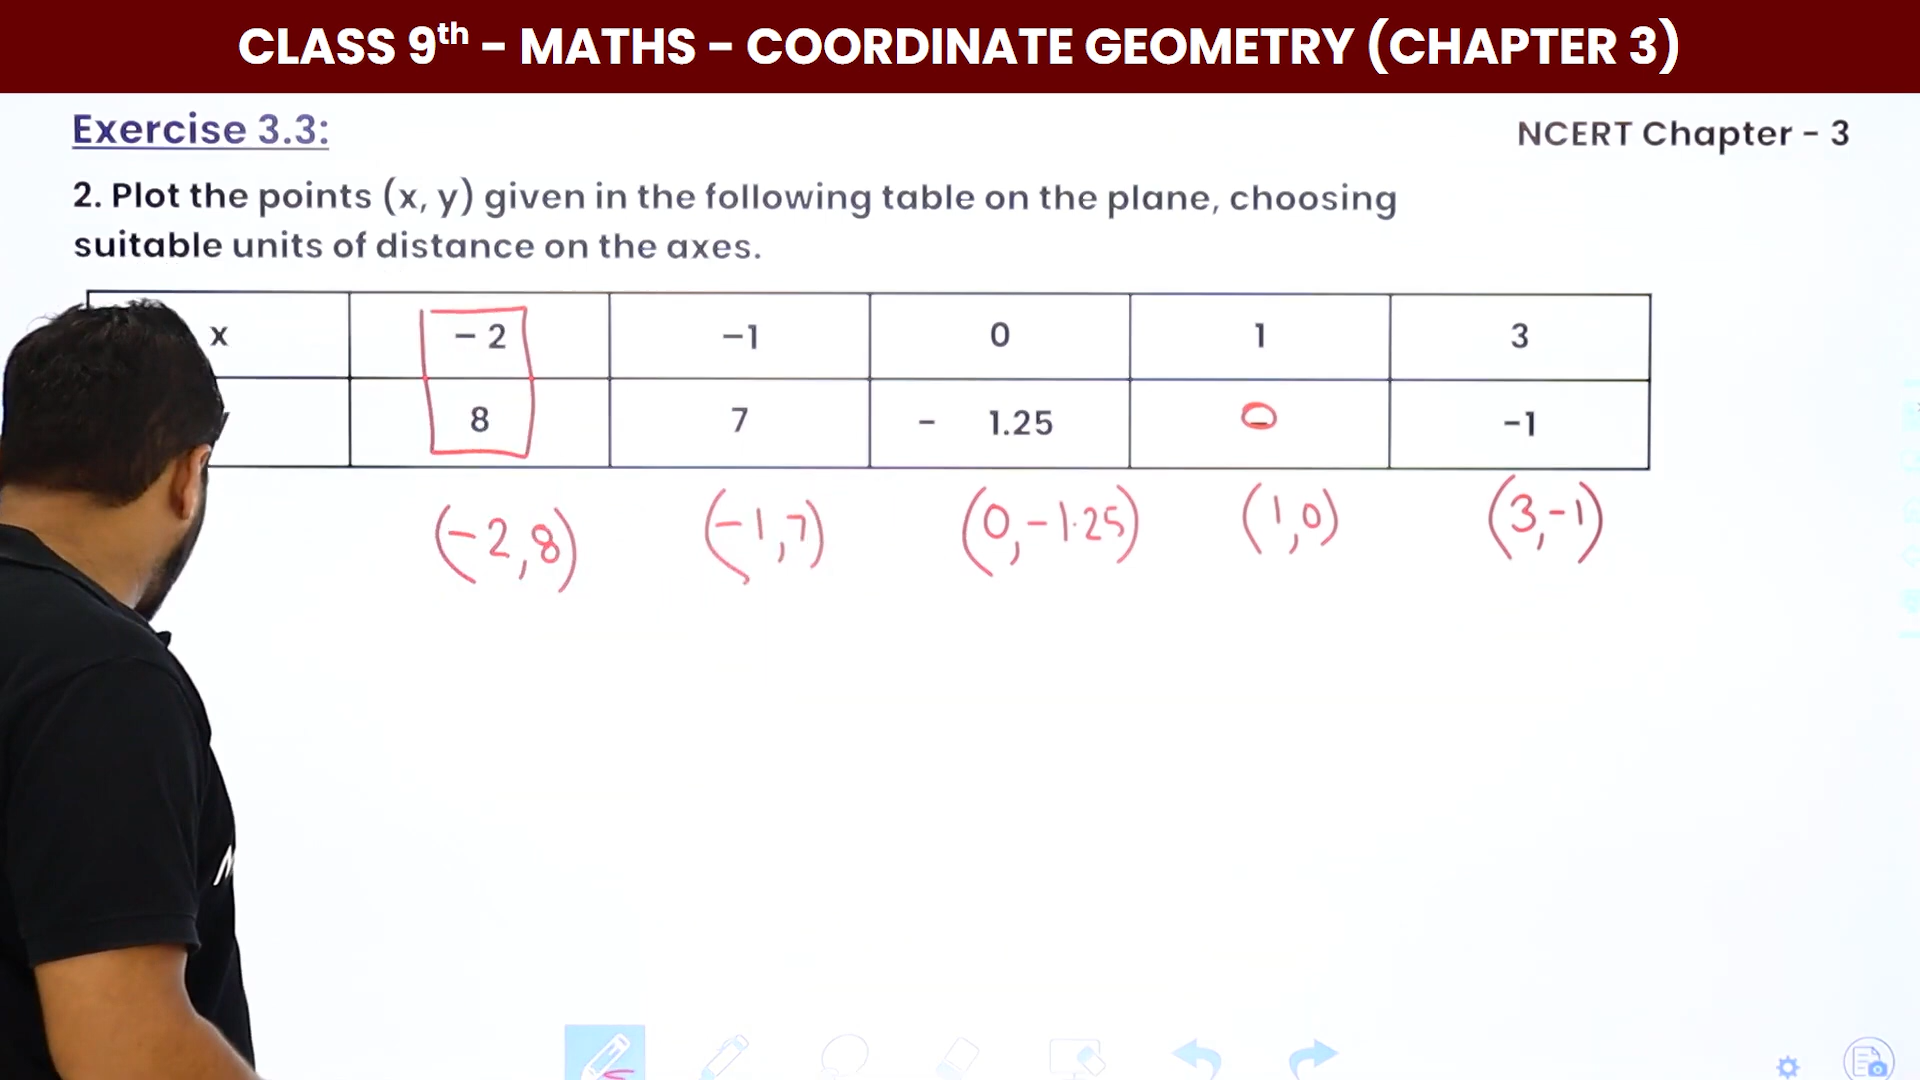 CLASS 9th – MATHS – COORDINATE GEOMETRY (CHAPTER 3)
Exercise 3.3:
NCERT Chapter - 3
2. Plot the points (x, y) given in the following table on the plane, choosing
suitable units of distance on the axes.
x – 2 –1 0 1 3
8 7 – 1.25 0 –1
(-2,8) (-1,7) (0,-1.25) (1,0) (3,-1)